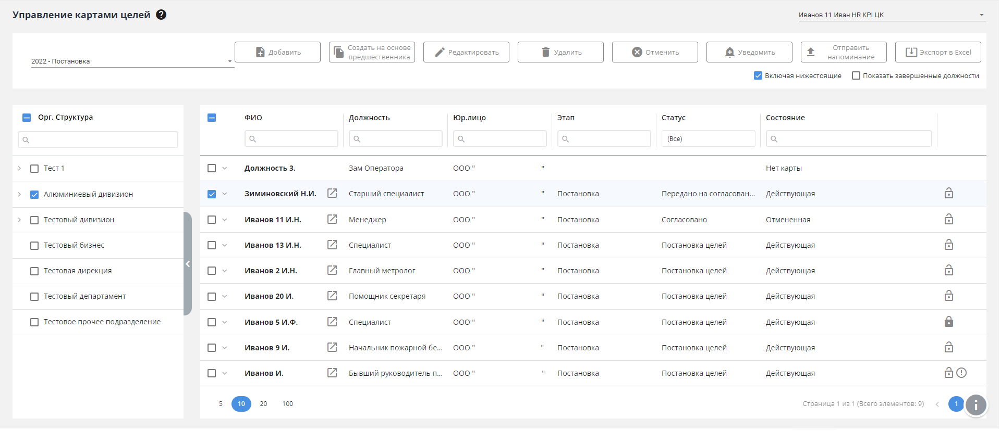 Управление картами целей ?
Иванов 11 Иван HR KPI ЦК
2022 - Постановка
Добавить
Создать на основе
предшественника
Редактировать
Удалить
Отменить
Уведомить
Отправить
напоминание
Экспорт в Excel
Включая нижестоящие
Показать завершенные должности
Орг. Структура
Тест 1
Алюминиевый дивизион
Тестовый дивизион
Тестовый бизнес
Тестовая дирекция
Тестовый департамент
Тестовое прочее подразделение
ФИО Должность Юр.лицо Этап Статус Состояние
(Все)
Должность 3. Зам Оператора ООО " " Нет карты
Зиминовский Н.И. Старший специалист ООО " " Постановка Передано на согласован... Действующая
Иванов 11 И.Н. Менеджер ООО " " Постановка Согласовано Отмененная
Иванов 13 И.Н. Специалист ООО " " Постановка Постановка целей Действующая
Иванов 2 И.Н. Главный метролог ООО " " Постановка Постановка целей Действующая
Иванов 20 И. Помощник секретаря ООО " " Постановка Постановка целей Действующая
Иванов 5 И.Ф. Специалист ООО " " Постановка Постановка целей Действующая
Иванов 9 И. Начальник пожарной бе... ООО " " Постановка Постановка целей Действующая
Иванов И. Бывший руководитель п... ООО " " Постановка Постановка целей Действующая
5 10 20 100
Страница 1 из 1 (Всего элементов: 9) 1